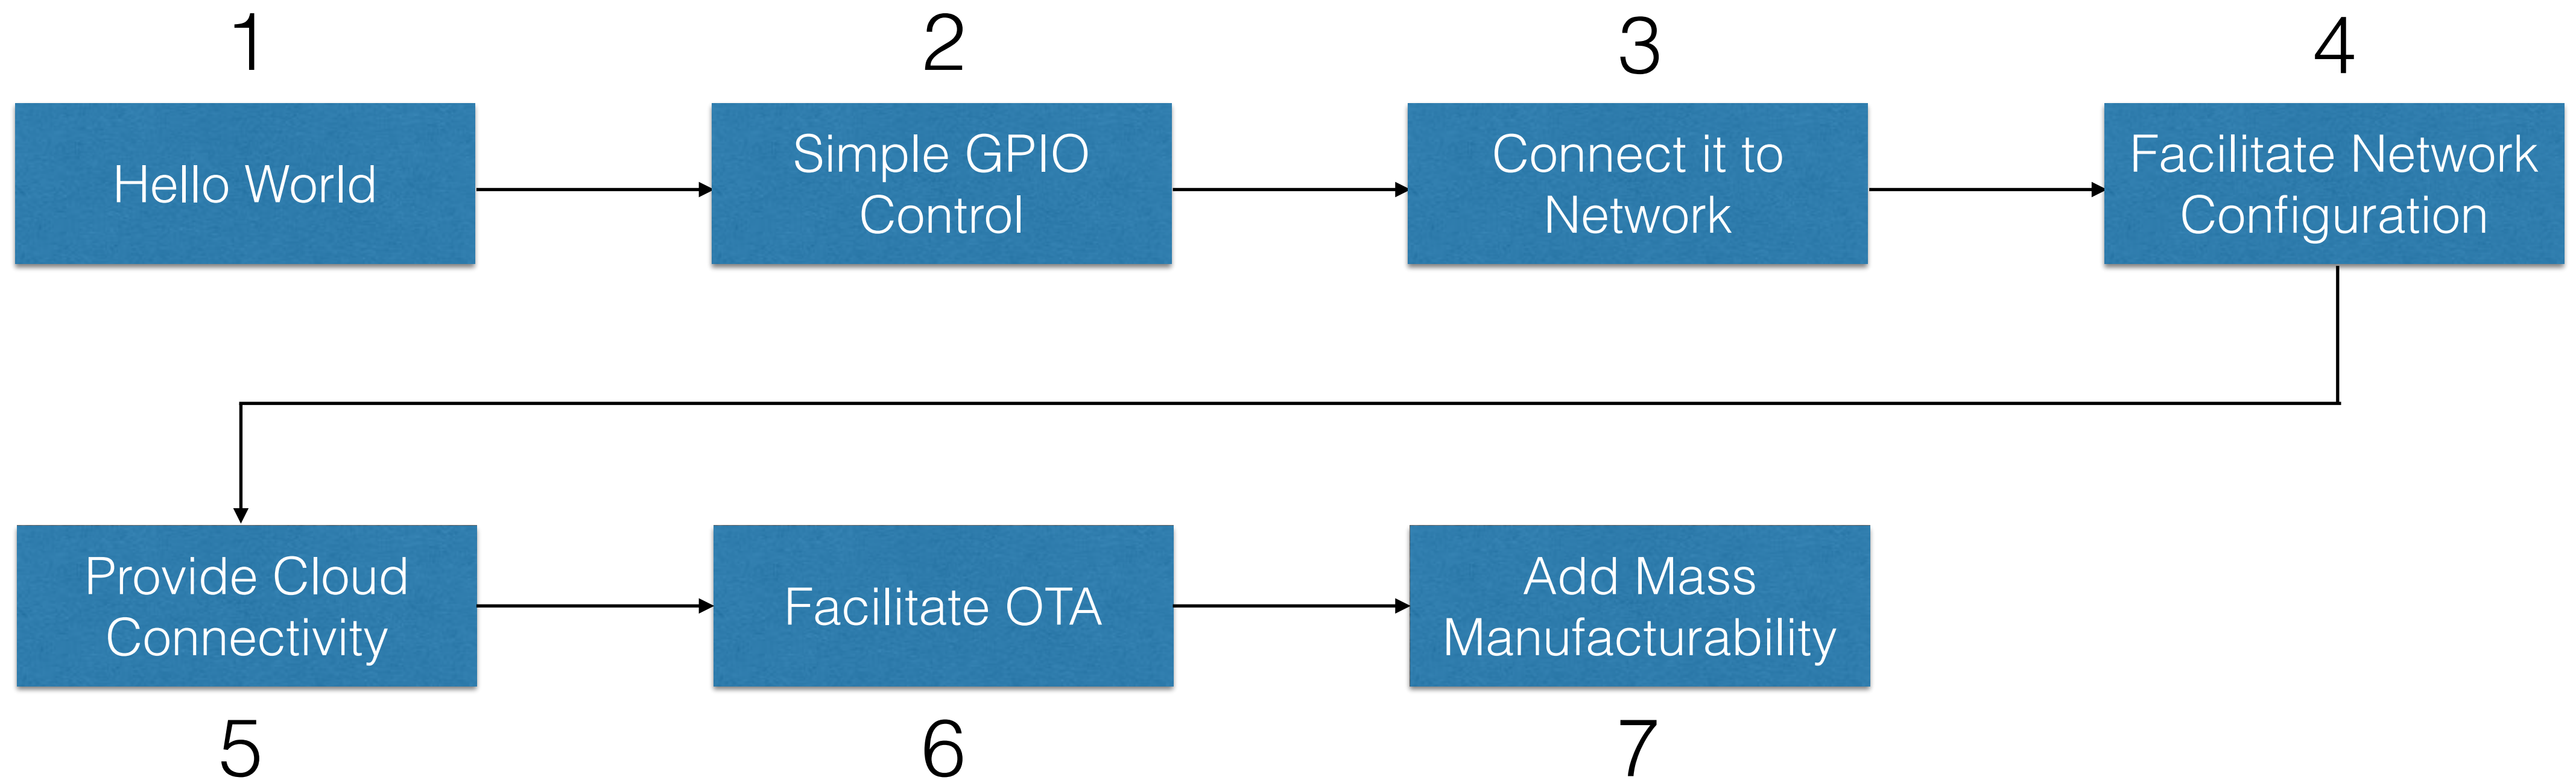 1
Hello World
2
Simple GPIO
Control
3
Connect it to
Network
4
Facilitate Network
Configuration
Provide Cloud
Connectivity
5
Facilitate OTA
6
Add Mass
Manufacturability
7